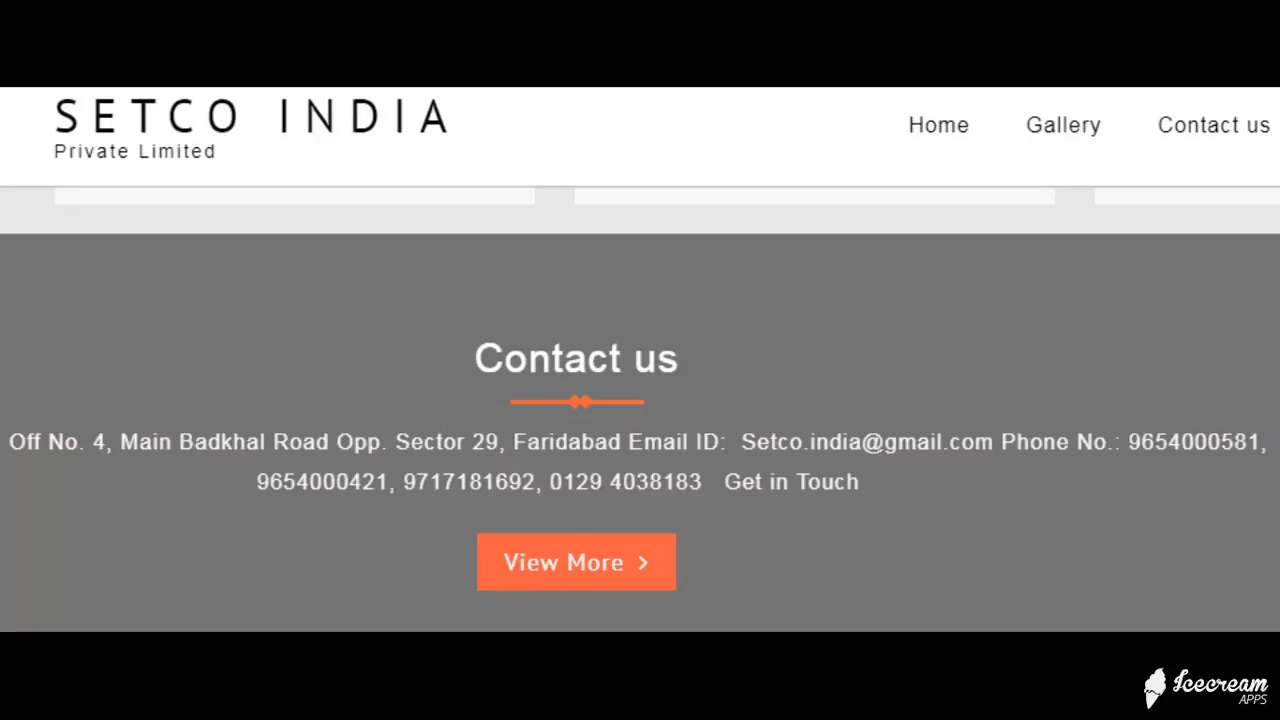 SETCO INDIA
Private Limited
Home Gallery Contact us
Contact us
Off No. 4, Main Badkhal Road Opp. Sector 29, Faridabad Email ID: Setco.india@gmail.com Phone No.: 9654000581,
9654000421, 9717181692, 0129 4038183 Get in Touch
View More
Icecream
APPS